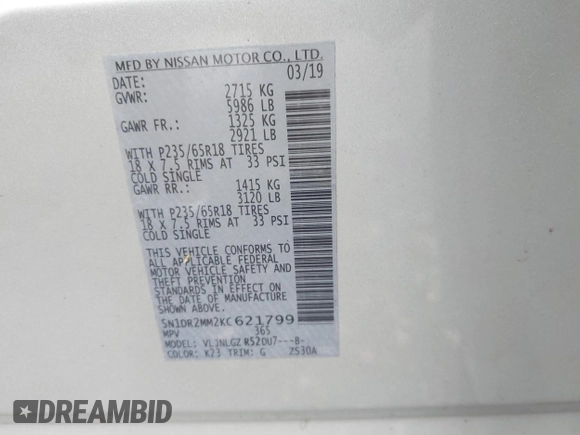 MFD BY NISSAN MOTOR CO., LTD.
DATE: 03/19
GVWR: 2715 KG
5986 LB
GAWR FR.: 1325 KG
2921 LB
WITH P235/65R18 TIRES
18 X 7.5 RIMS AT 33 PSI
COLD SINGLE
GAWR RR.: 1415 KG
3120 LB
WITH P235/65R18 TIRES
18 X 7.5 RIMS AT 33 PSI
COLD SINGLE
THIS VEHICLE CONFORMS TO
ALL APPLICABLE FEDERAL
MOTOR VEHICLE SAFETY AND
THEFT PREVENTION
STANDARDS IN EFFECT ON
THE DATE OF MANUFACTURE
5N1DR2MM2KC621799
MPV 365
MODEL: VLJNLGZ R52DU7---B-
COLOR: K23 TRIM: G ZS30A
DREAMBID